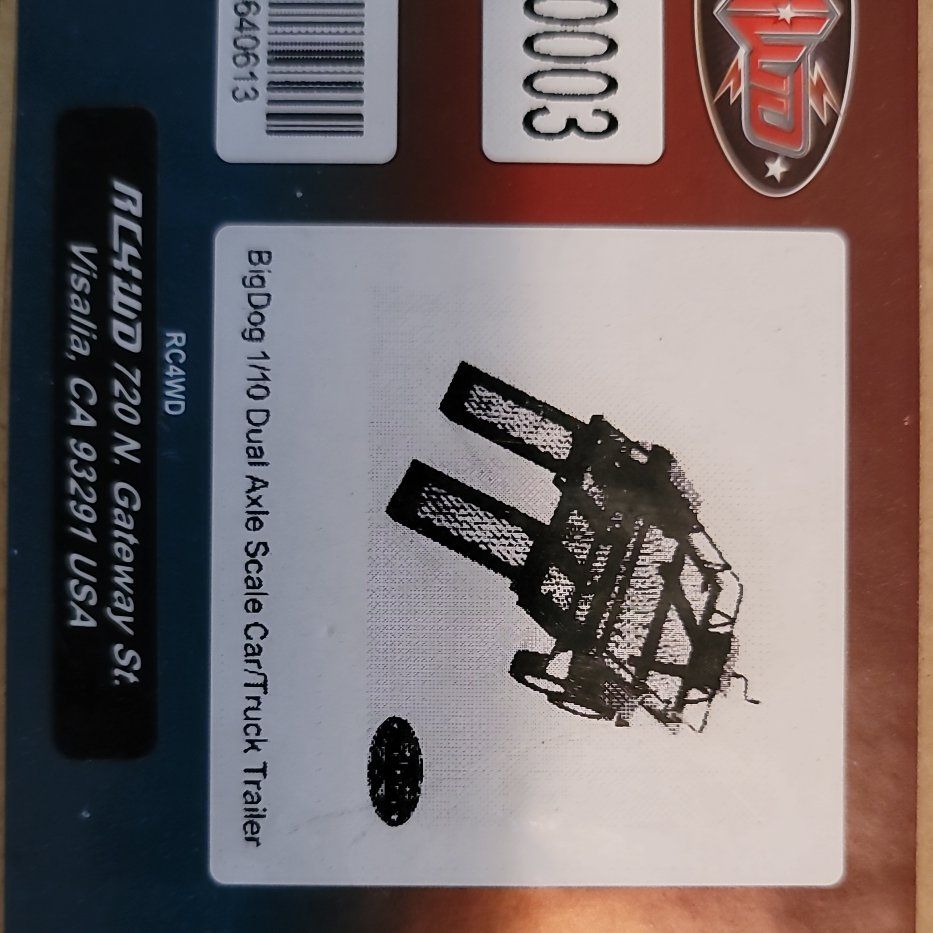 0003
640613
BigDog 1/10 Dual Axle Scale Car/Truck Trailer
RC4WD
RC4WD 720 N. Gateway St.
Visalia, CA 93291 USA